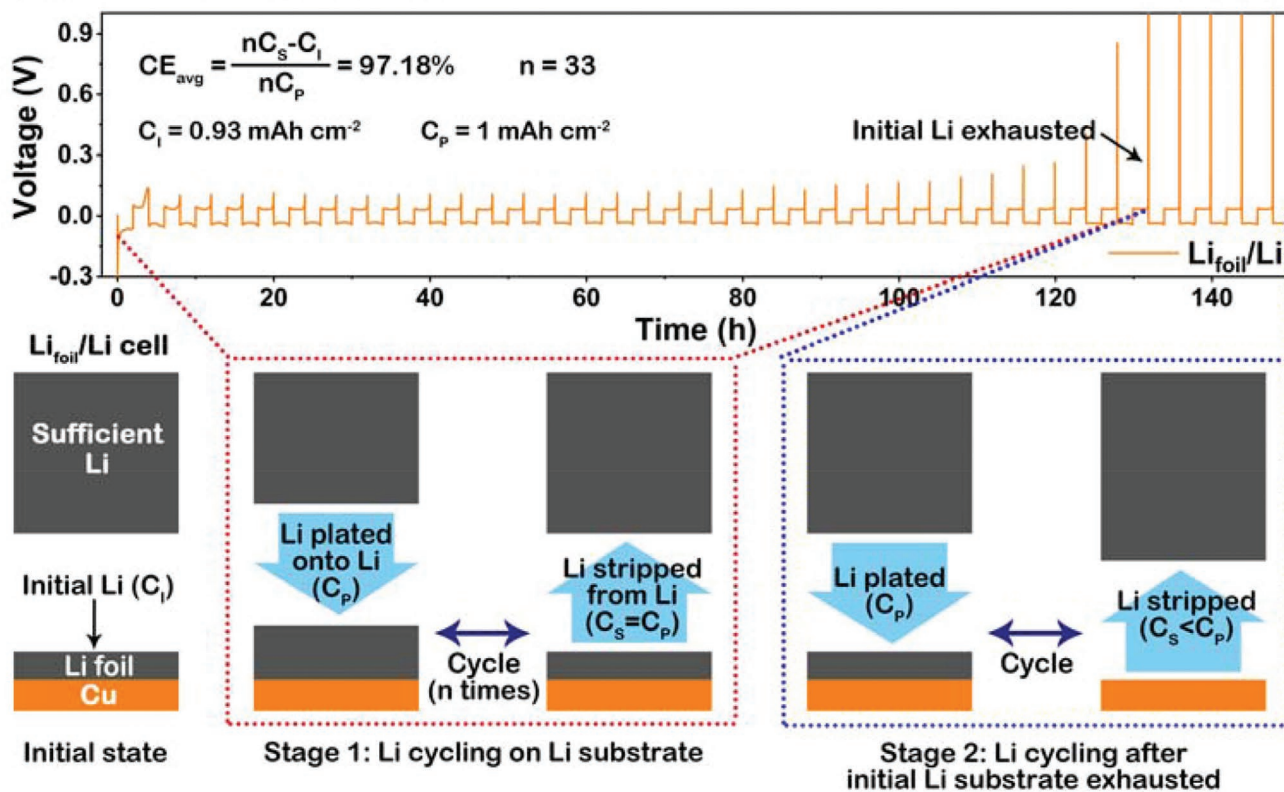 0.9
0.6
0.3
0.0
-0.3
Voltage (V)
CE_avg = (nC_S-C_I)/(nC_P) = 97.18%    n = 33
C_I = 0.93 mAh cm⁻²    C_P = 1 mAh cm⁻²
Initial Li exhausted
Li_foil/Li
0 20 40 60 80 100 120 140
Time (h)
Li_foil/Li cell
Sufficient
Li
Initial Li (C_I)
Li foil
Cu
Initial state
Li plated
onto Li
(C_P)
Li stripped
from Li
(C_S=C_P)
Cycle
(n times)
Stage 1: Li cycling on Li substrate
Li plated
(C_P)
Li stripped
(C_S<C_P)
Cycle
Stage 2: Li cycling after
initial Li substrate exhausted